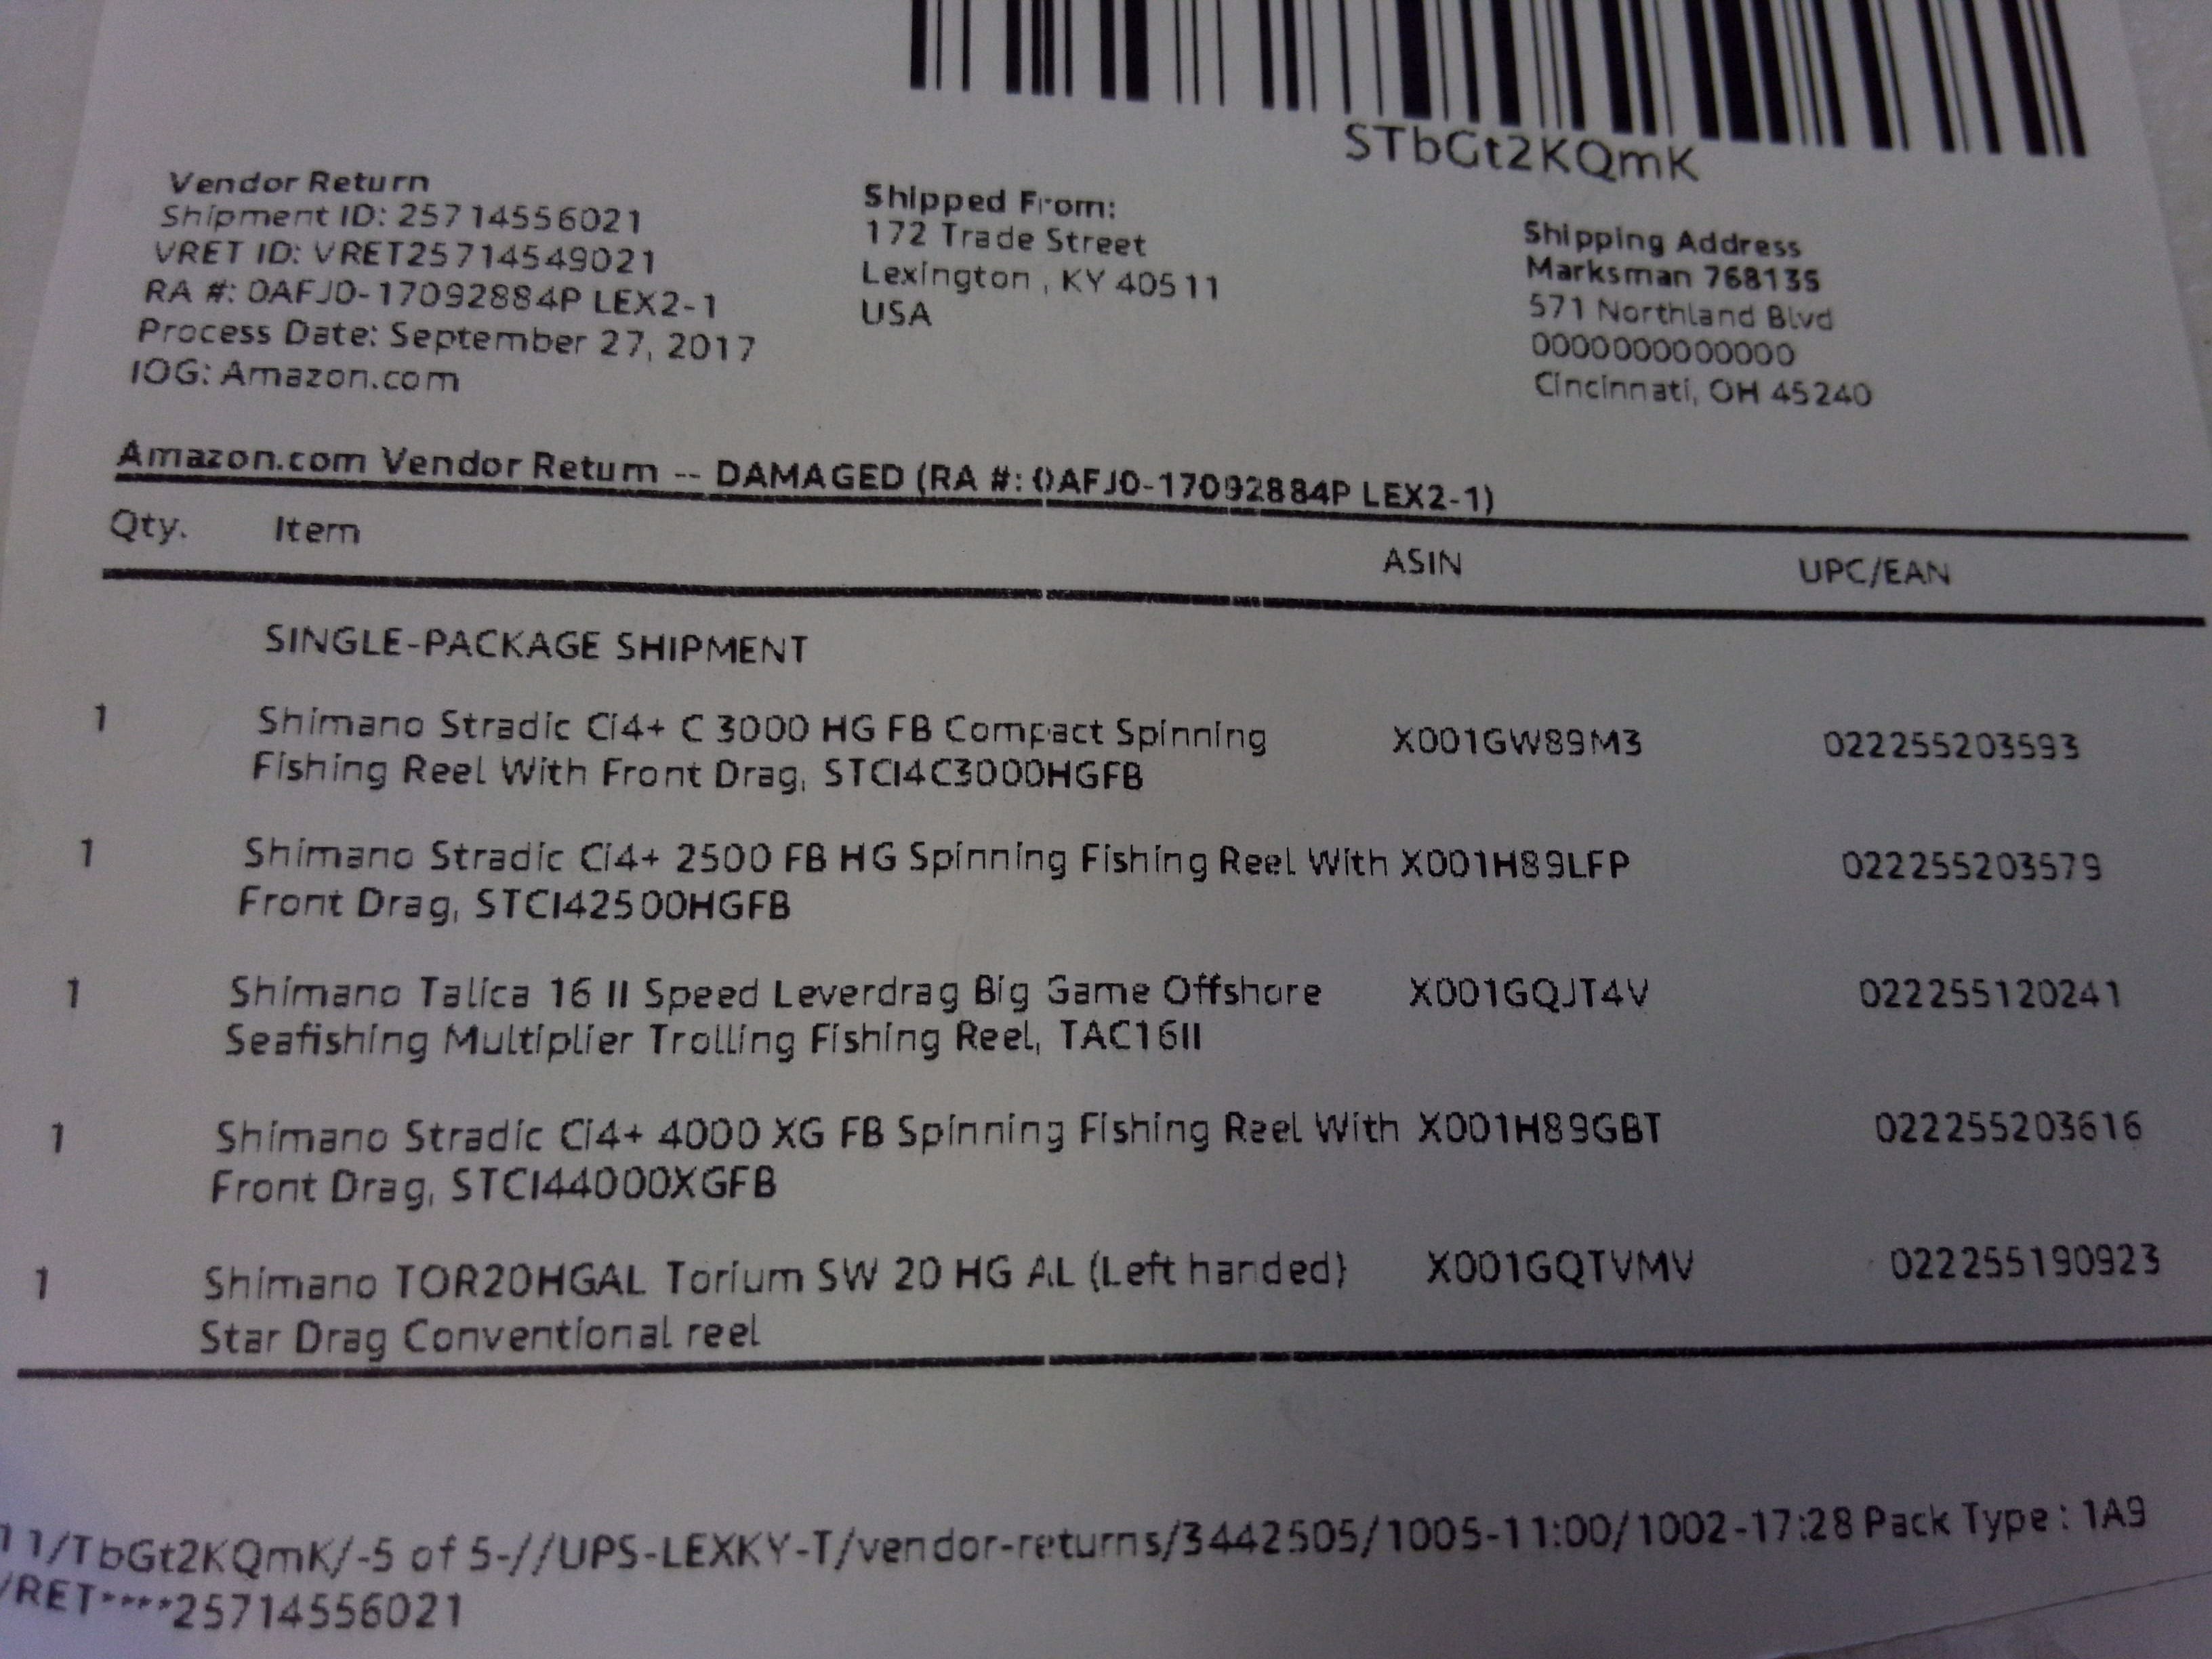 STbGt2KQmK
Vendor Return
Shipment ID: 25714556021
VRET ID: VRET25714549021
RA #: 0AFJ0-17092884P LEX2-1
Process Date: September 27, 2017
IOG: Amazon.com
Shipped From:
172 Trade Street
Lexington , KY 40511
USA
Shipping Address
Marksman 768135
571 Northland Blvd
0000000000000
Cincinnati, OH 45240
Amazon.com Vendor Return -- DAMAGED (RA #: 0AFJ0-17092884P LEX2-1)
Qty. Item ASIN UPC/EAN
SINGLE-PACKAGE SHIPMENT
1 Shimano Stradic Ci4+ C 3000 HG FB Compact Spinning X001GW89M3 022255203593
Fishing Reel With Front Drag, STCI4C3000HGFB
1 Shimano Stradic Ci4+ 2500 FB HG Spinning Fishing Reel With X001H89LFP 022255203579
Front Drag, STCI42500HGFB
1 Shimano Talica 16 II Speed Leverdrag Big Game Offshore X001GQJT4V 022255120241
Seafishing Multiplier Trolling Fishing Reel, TAC16II
1 Shimano Stradic Ci4+ 4000 XG FB Spinning Fishing Reel With X001H89GBT 022255203616
Front Drag, STCI44000XGFB
1 Shimano TOR20HGAL Torium SW 20 HG AL (Left handed) X001GQTVMV 022255190923
Star Drag Conventional reel
11/TbGt2KQmK/-5 of 5-//UPS-LEXKY-T/vendor-returns/3442505/1005-11:00/1002-17:28 Pack Type : 1A9
/RET****25714556021